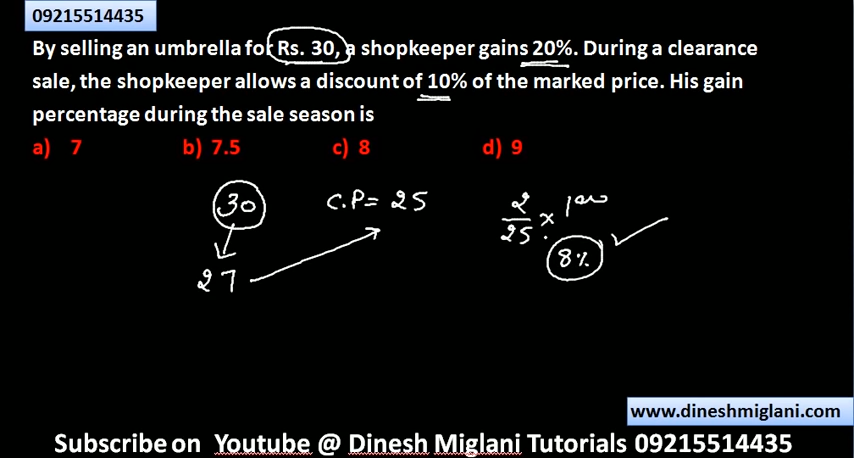 09215514435
By selling an umbrella for Rs. 30, a shopkeeper gains 20%. During a clearance
sale, the shopkeeper allows a discount of 10% of the marked price. His gain
percentage during the sale season is
a) 7 b) 7.5 c) 8 d) 9
30 C.P = 25 2/25 × 100
27 8%
www.dineshmiglani.com
Subscribe on Youtube @ Dinesh Miglani Tutorials 09215514435